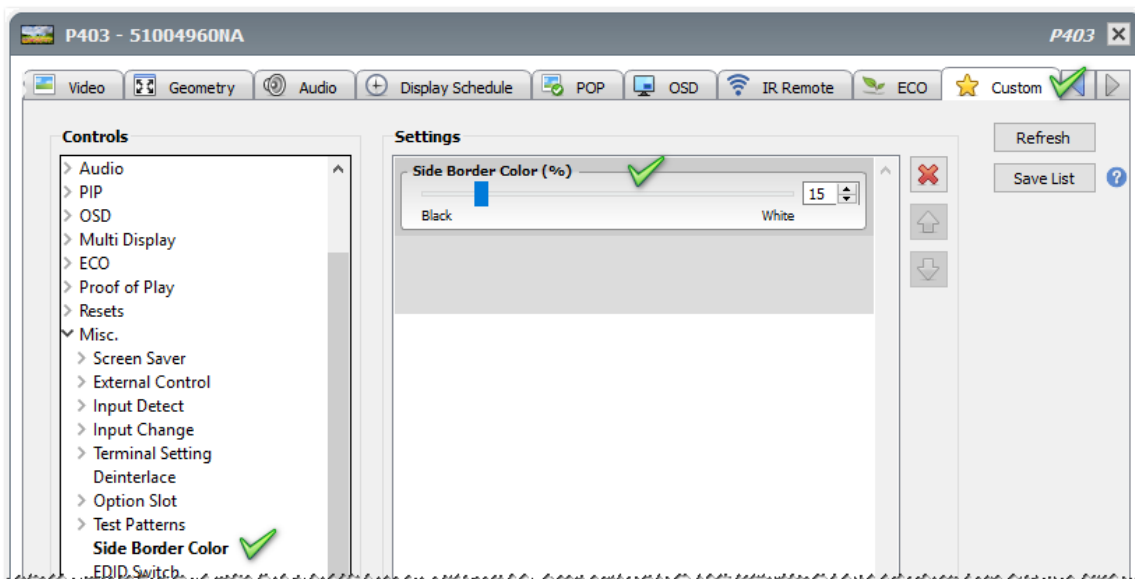 P403 - 51004960NA P403
Video Geometry Audio Display Schedule POP OSD IR Remote ECO Custom
Controls
> Audio
> PIP
> OSD
> Multi Display
> ECO
> Proof of Play
> Resets
Misc.
> Screen Saver
> External Control
> Input Detect
> Input Change
> Terminal Setting
Deinterlace
> Option Slot
> Test Patterns
Side Border Color
EDID Switch
Settings
Side Border Color (%)
15
Black White
Refresh
Save List ?